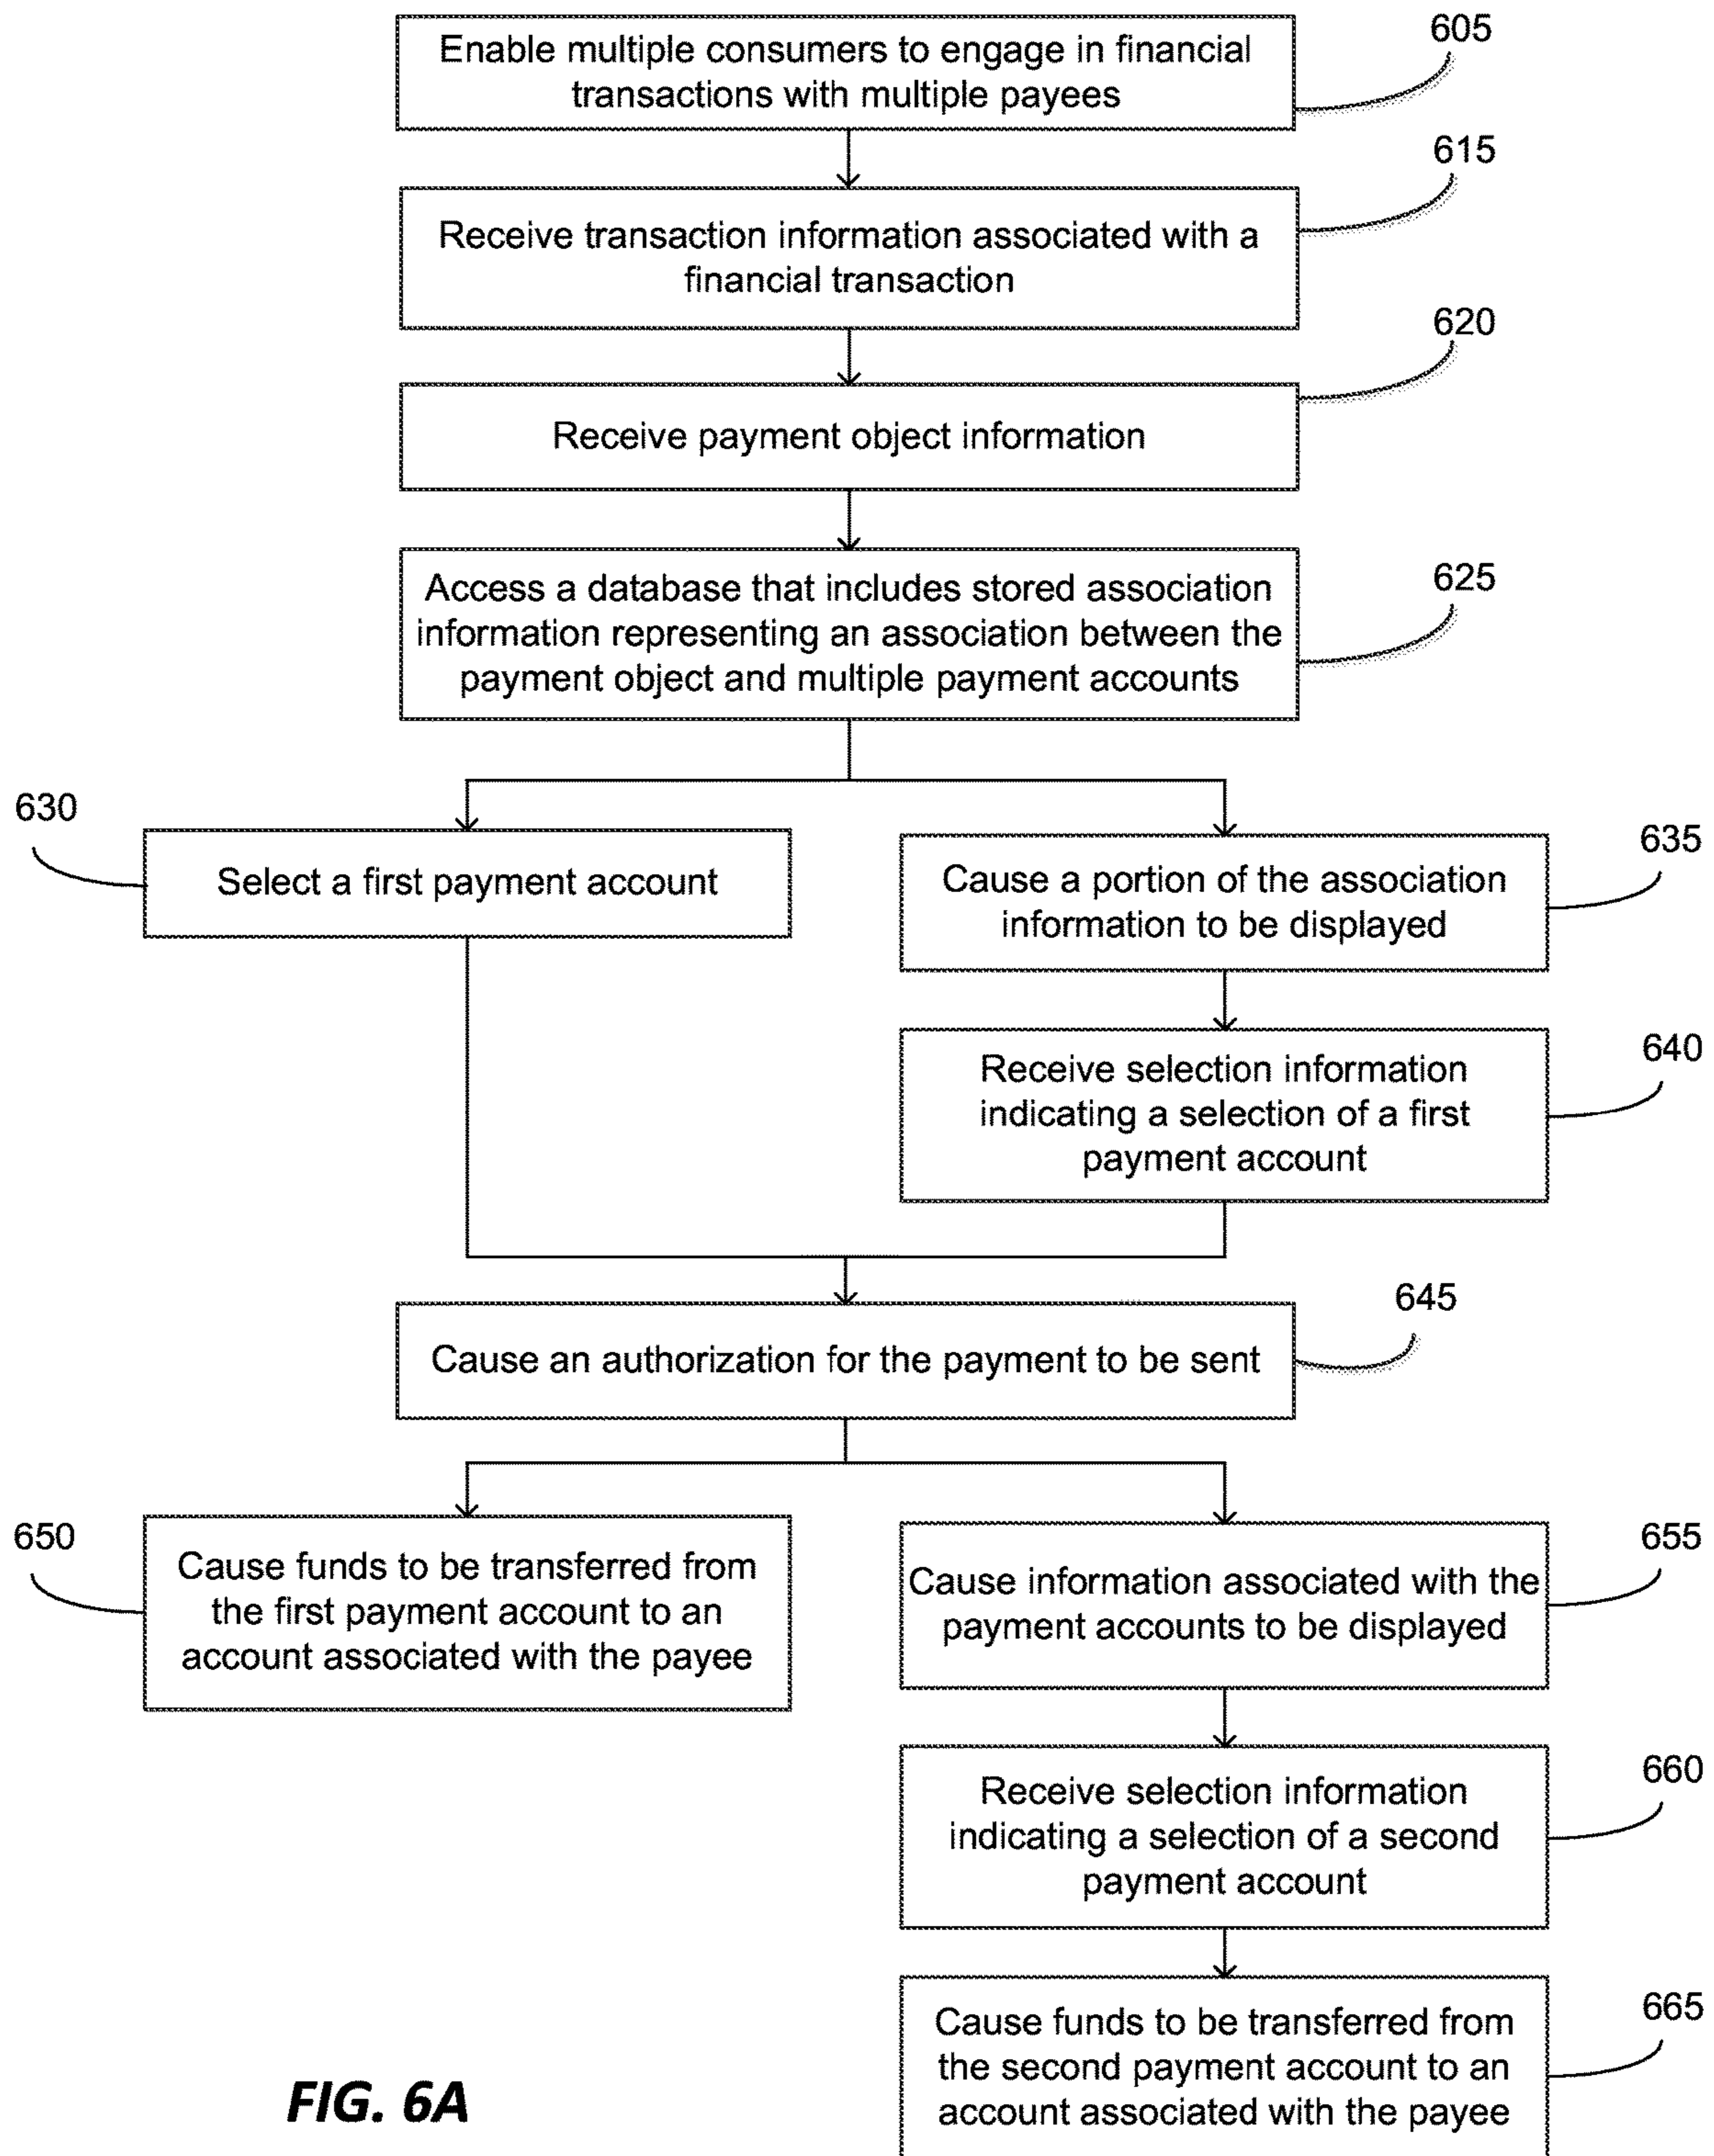 Enable multiple consumers to engage in financial
transactions with multiple payees
605
Receive transaction information associated with a
financial transaction
615
Receive payment object information
620
Access a database that includes stored association
information representing an association between the
payment object and multiple payment accounts
625
630
Select a first payment account
Cause a portion of the association
information to be displayed
635
Receive selection information
indicating a selection of a first
payment account
640
Cause an authorization for the payment to be sent
645
650
Cause funds to be transferred from
the first payment account to an
account associated with the payee
Cause information associated with the
payment accounts to be displayed
655
Receive selection information
indicating a selection of a second
payment account
660
Cause funds to be transferred from
the second payment account to an
account associated with the payee
665
FIG. 6A